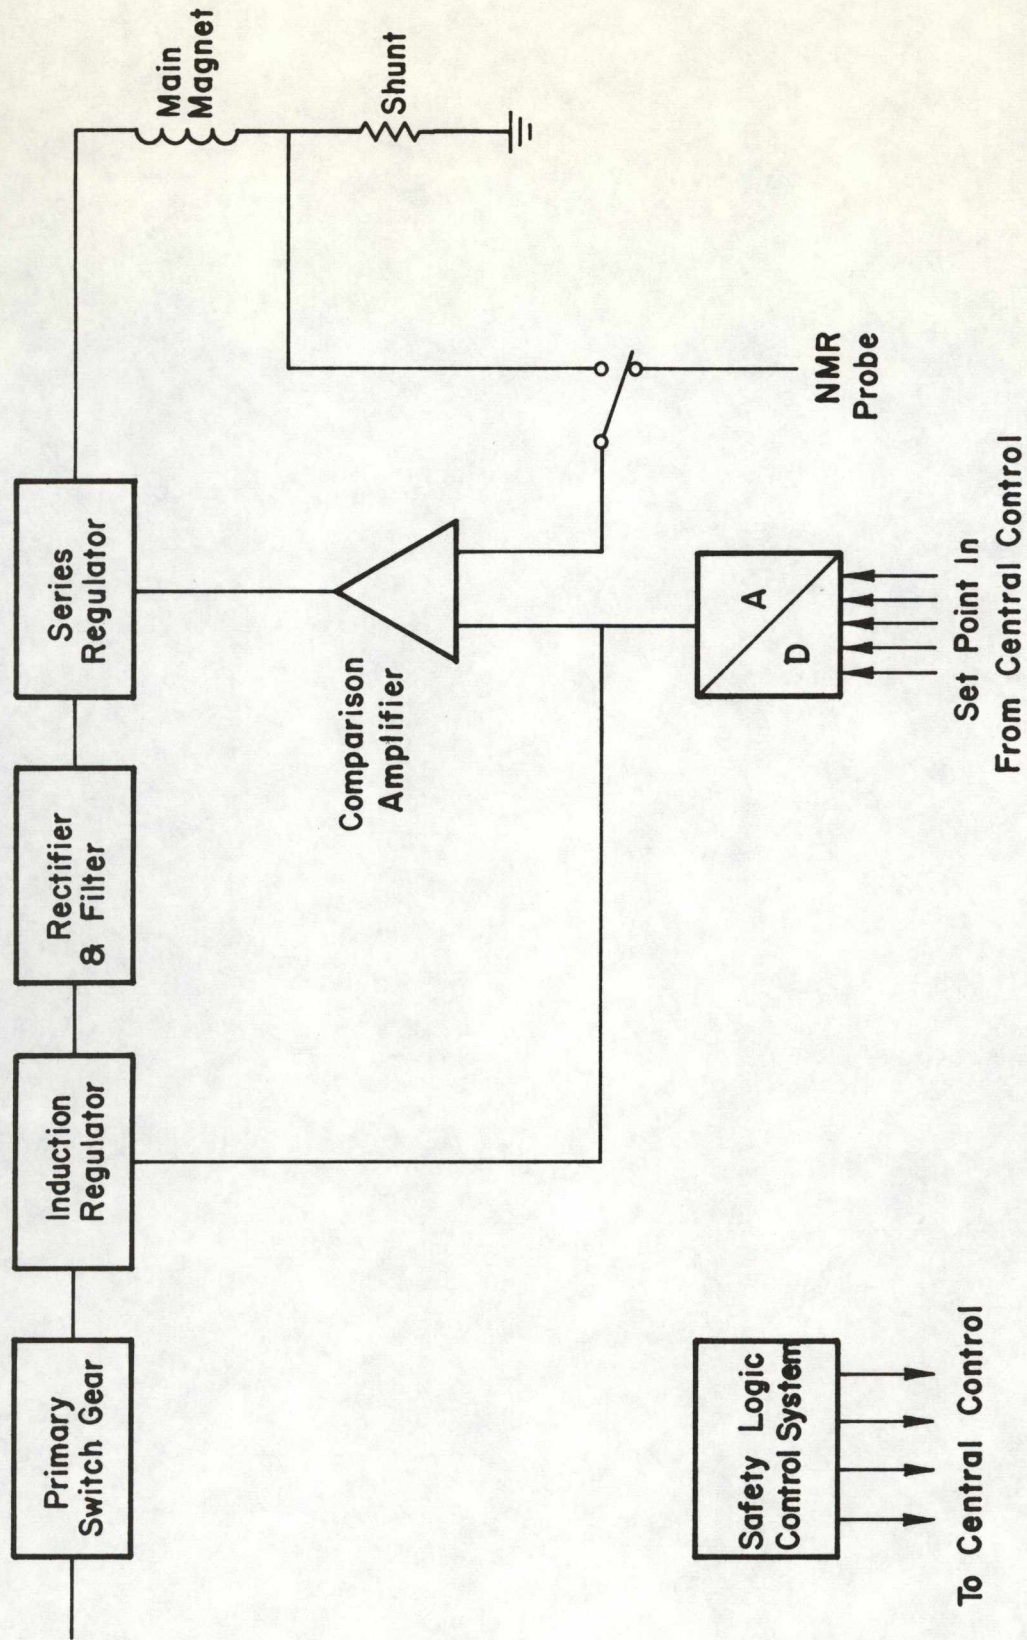 Primary
Switch Gear
Induction
Regulator
Rectifier
& Filter
Series
Regulator
Main
Magnet
Shunt
Comparison
Amplifier
NMR
Probe
D
A
Safety Logic
Control System
To Central Control
Set Point In
From Central Control